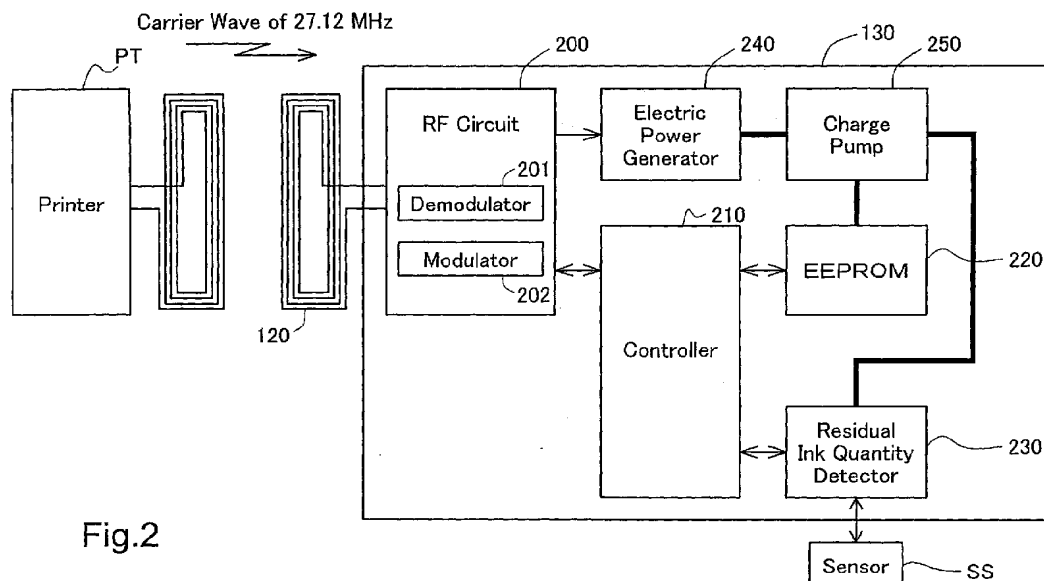 Carrier Wave of 27.12 MHz
PT
Printer
120
130
200
RF Circuit
201
Demodulator
Modulator
202
240
Electric
Power
Generator
250
Charge
Pump
210
Controller
EEPROM
220
Residual
Ink Quantity
Detector
230
Sensor
SS
Fig.2